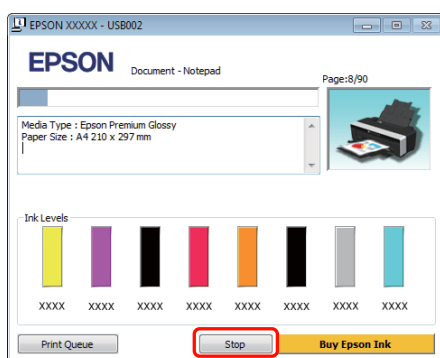 EPSON XXXXX - USB002
EPSON
Document - Notepad
Page:8/90
Media Type : Epson Premium Glossy
Paper Size : A4 210 x 297 mm
Ink Levels
XXXX XXXX XXXX XXXX XXXX XXXX XXXX XXXX
Print Queue Stop Buy Epson Ink